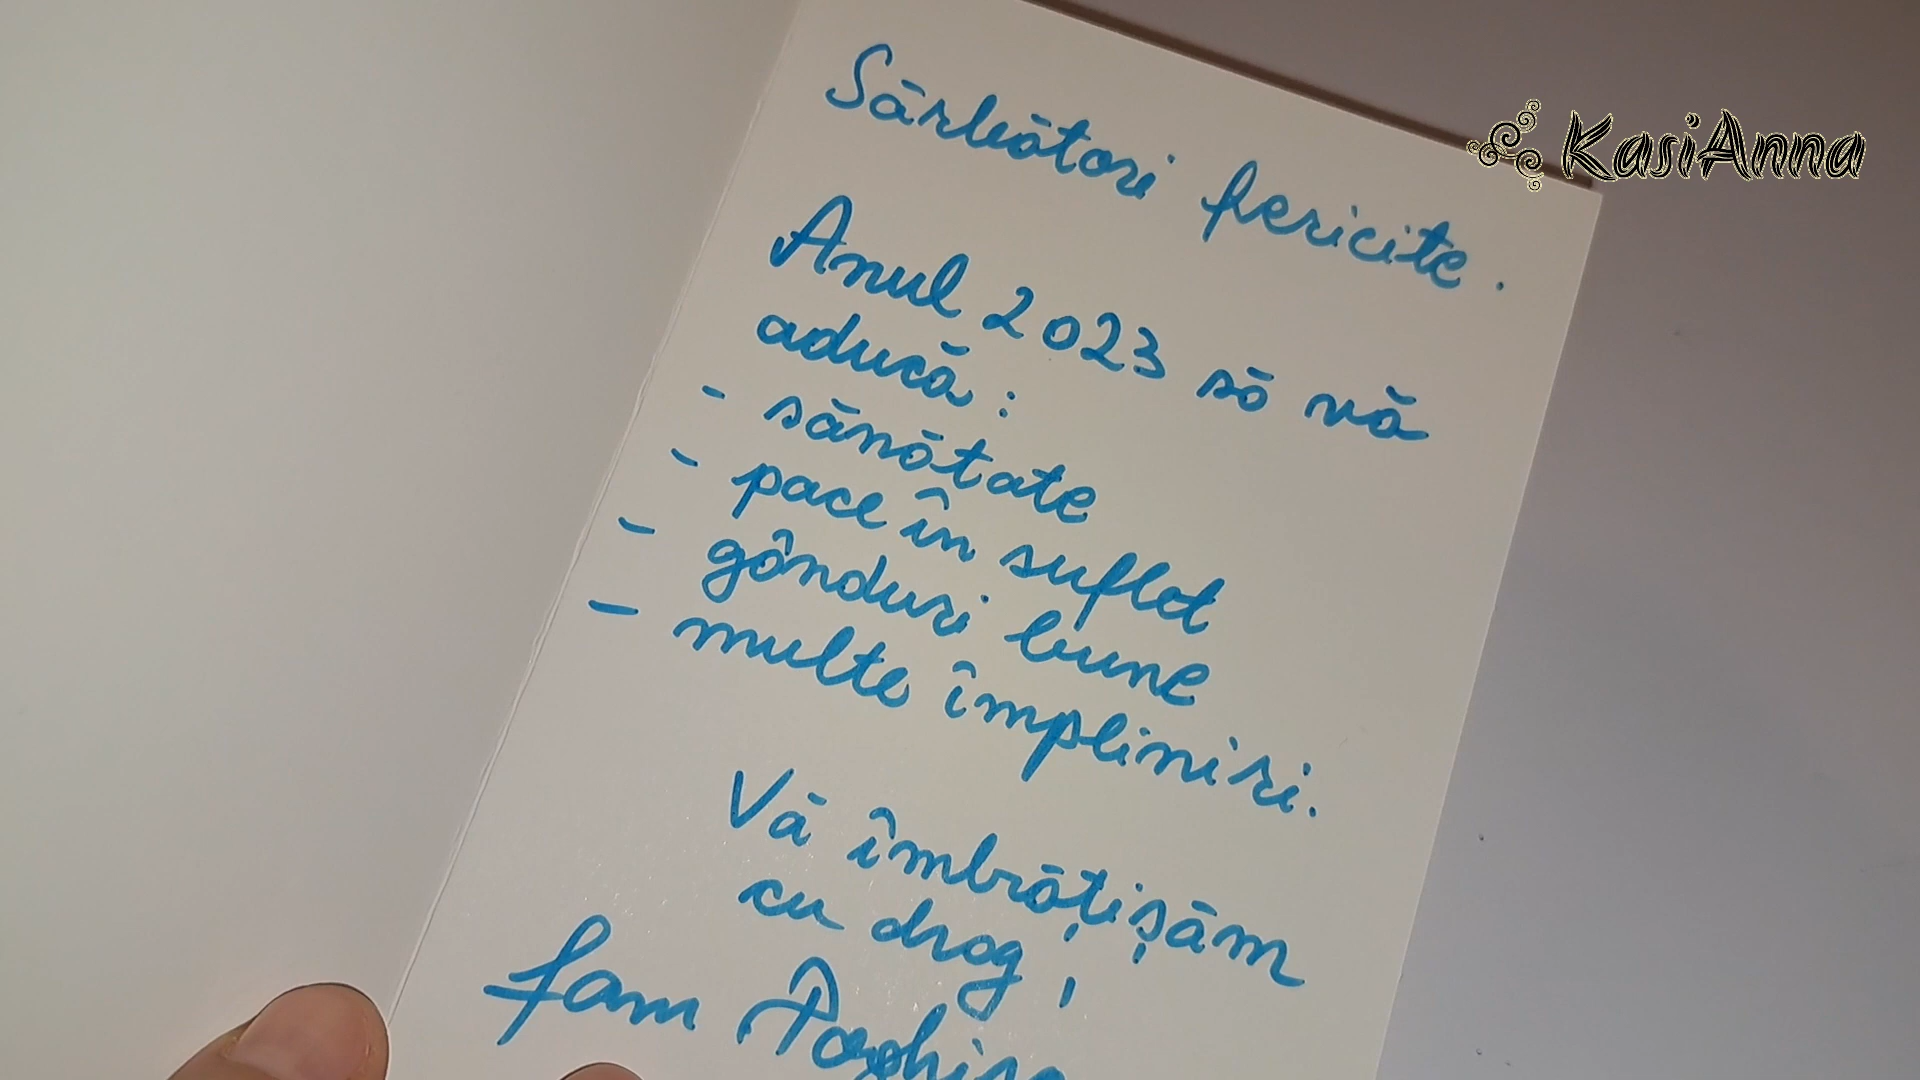 Sărbători fericite.
KasiAnna
Anul 2023 să vă
aducă:
- sănătate
- pace în suflet
- gânduri bune
- multe împliniri.
Vă îmbrățișăm
cu drag,
fam